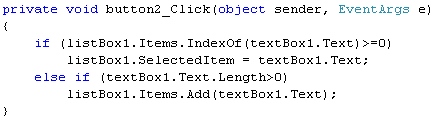 private void button2_Click(object sender, EventArgs e)
{
    if (listBox1.Items.IndexOf(textBox1.Text)>=0)
        listBox1.SelectedItem = textBox1.Text;
    else if (textBox1.Text.Length>0)
        listBox1.Items.Add(textBox1.Text);
}